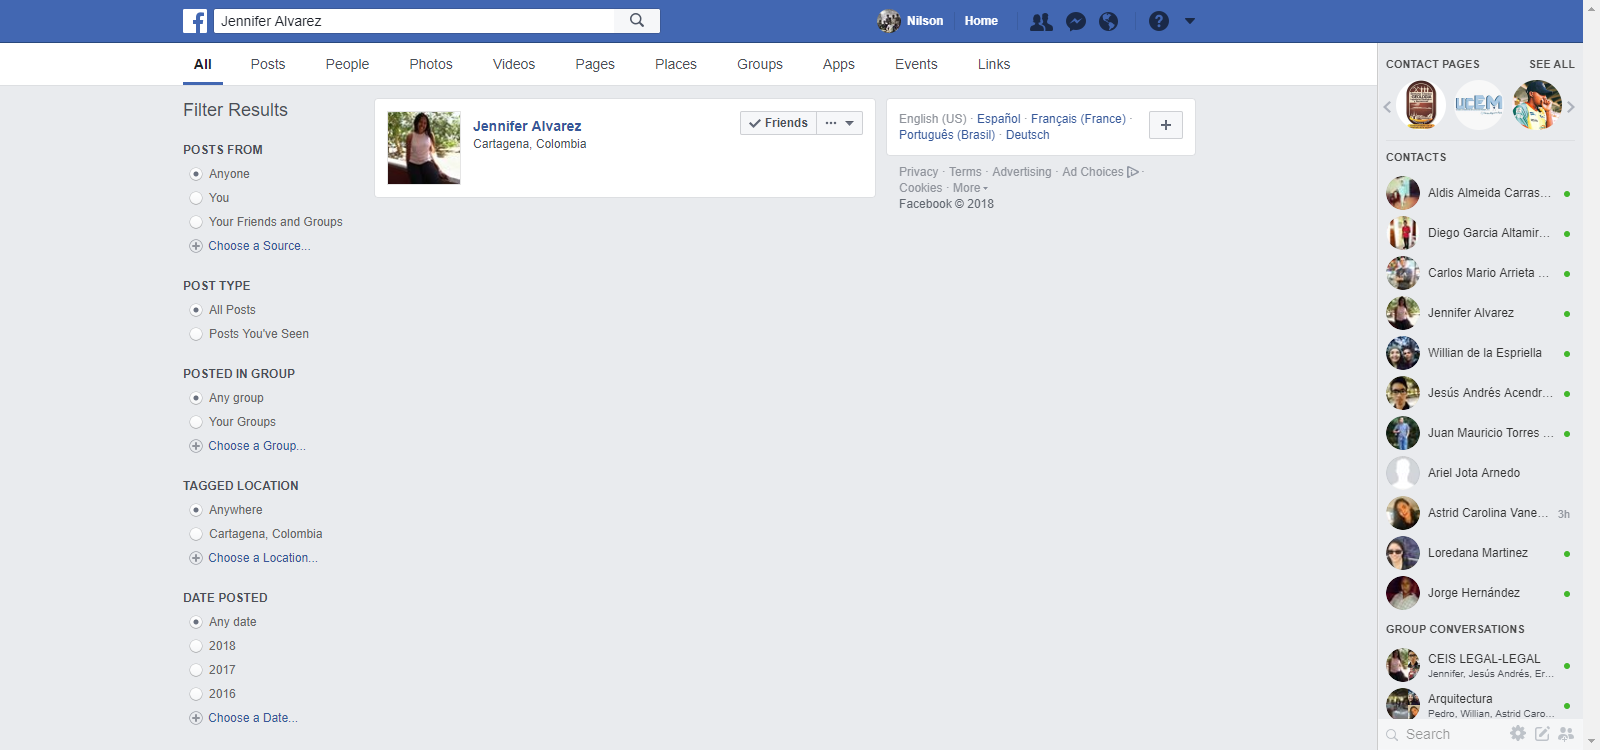 Jennifer Alvarez
Nilson
Home
All
Posts
People
Photos
Videos
Pages
Places
Groups
Apps
Events
Links
Filter Results
POSTS FROM
Anyone
You
Your Friends and Groups
Choose a Source...
POST TYPE
All Posts
Posts You've Seen
POSTED IN GROUP
Any group
Your Groups
Choose a Group...
TAGGED LOCATION
Anywhere
Cartagena, Colombia
Choose a Location...
DATE POSTED
Any date
2018
2017
2016
Choose a Date...
Jennifer Alvarez
Cartagena, Colombia
Friends
English (US) · Español · Français (France) ·
Português (Brasil) · Deutsch
Privacy · Terms · Advertising · Ad Choices ·
Cookies · More
Facebook © 2018
CONTACT PAGES
SEE ALL
UCEM
CONTACTS
Aldis Almeida Carras...
Diego Garcia Altamir...
Carlos Mario Arrieta ...
Jennifer Alvarez
Willian de la Espriella
Jesús Andrés Acendr...
Juan Mauricio Torres ...
Ariel Jota Arnedo
Astrid Carolina Vane... 3h
Loredana Martinez
Jorge Hernández
GROUP CONVERSATIONS
CEIS LEGAL-LEGAL
Jennifer, Jesús Andrés, Er...
Arquitectura
Pedro, Willian, Astrid Caro...
Search